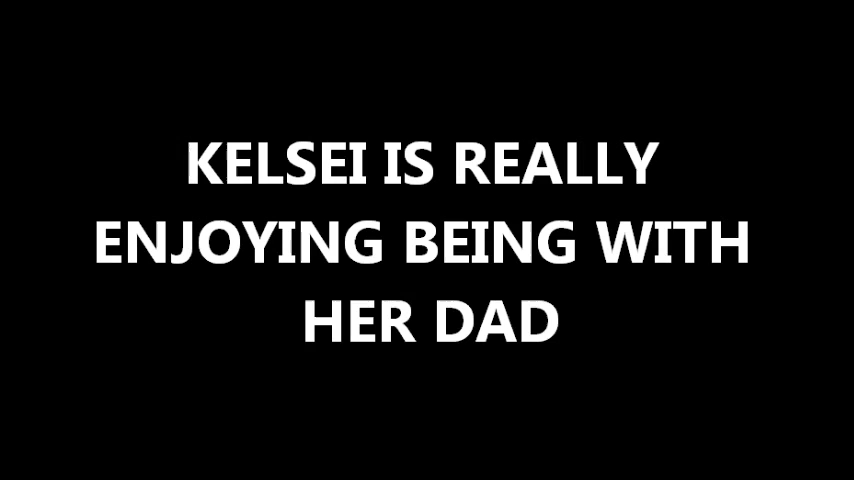 KELSEI IS REALLY
ENJOYING BEING WITH
HER DAD